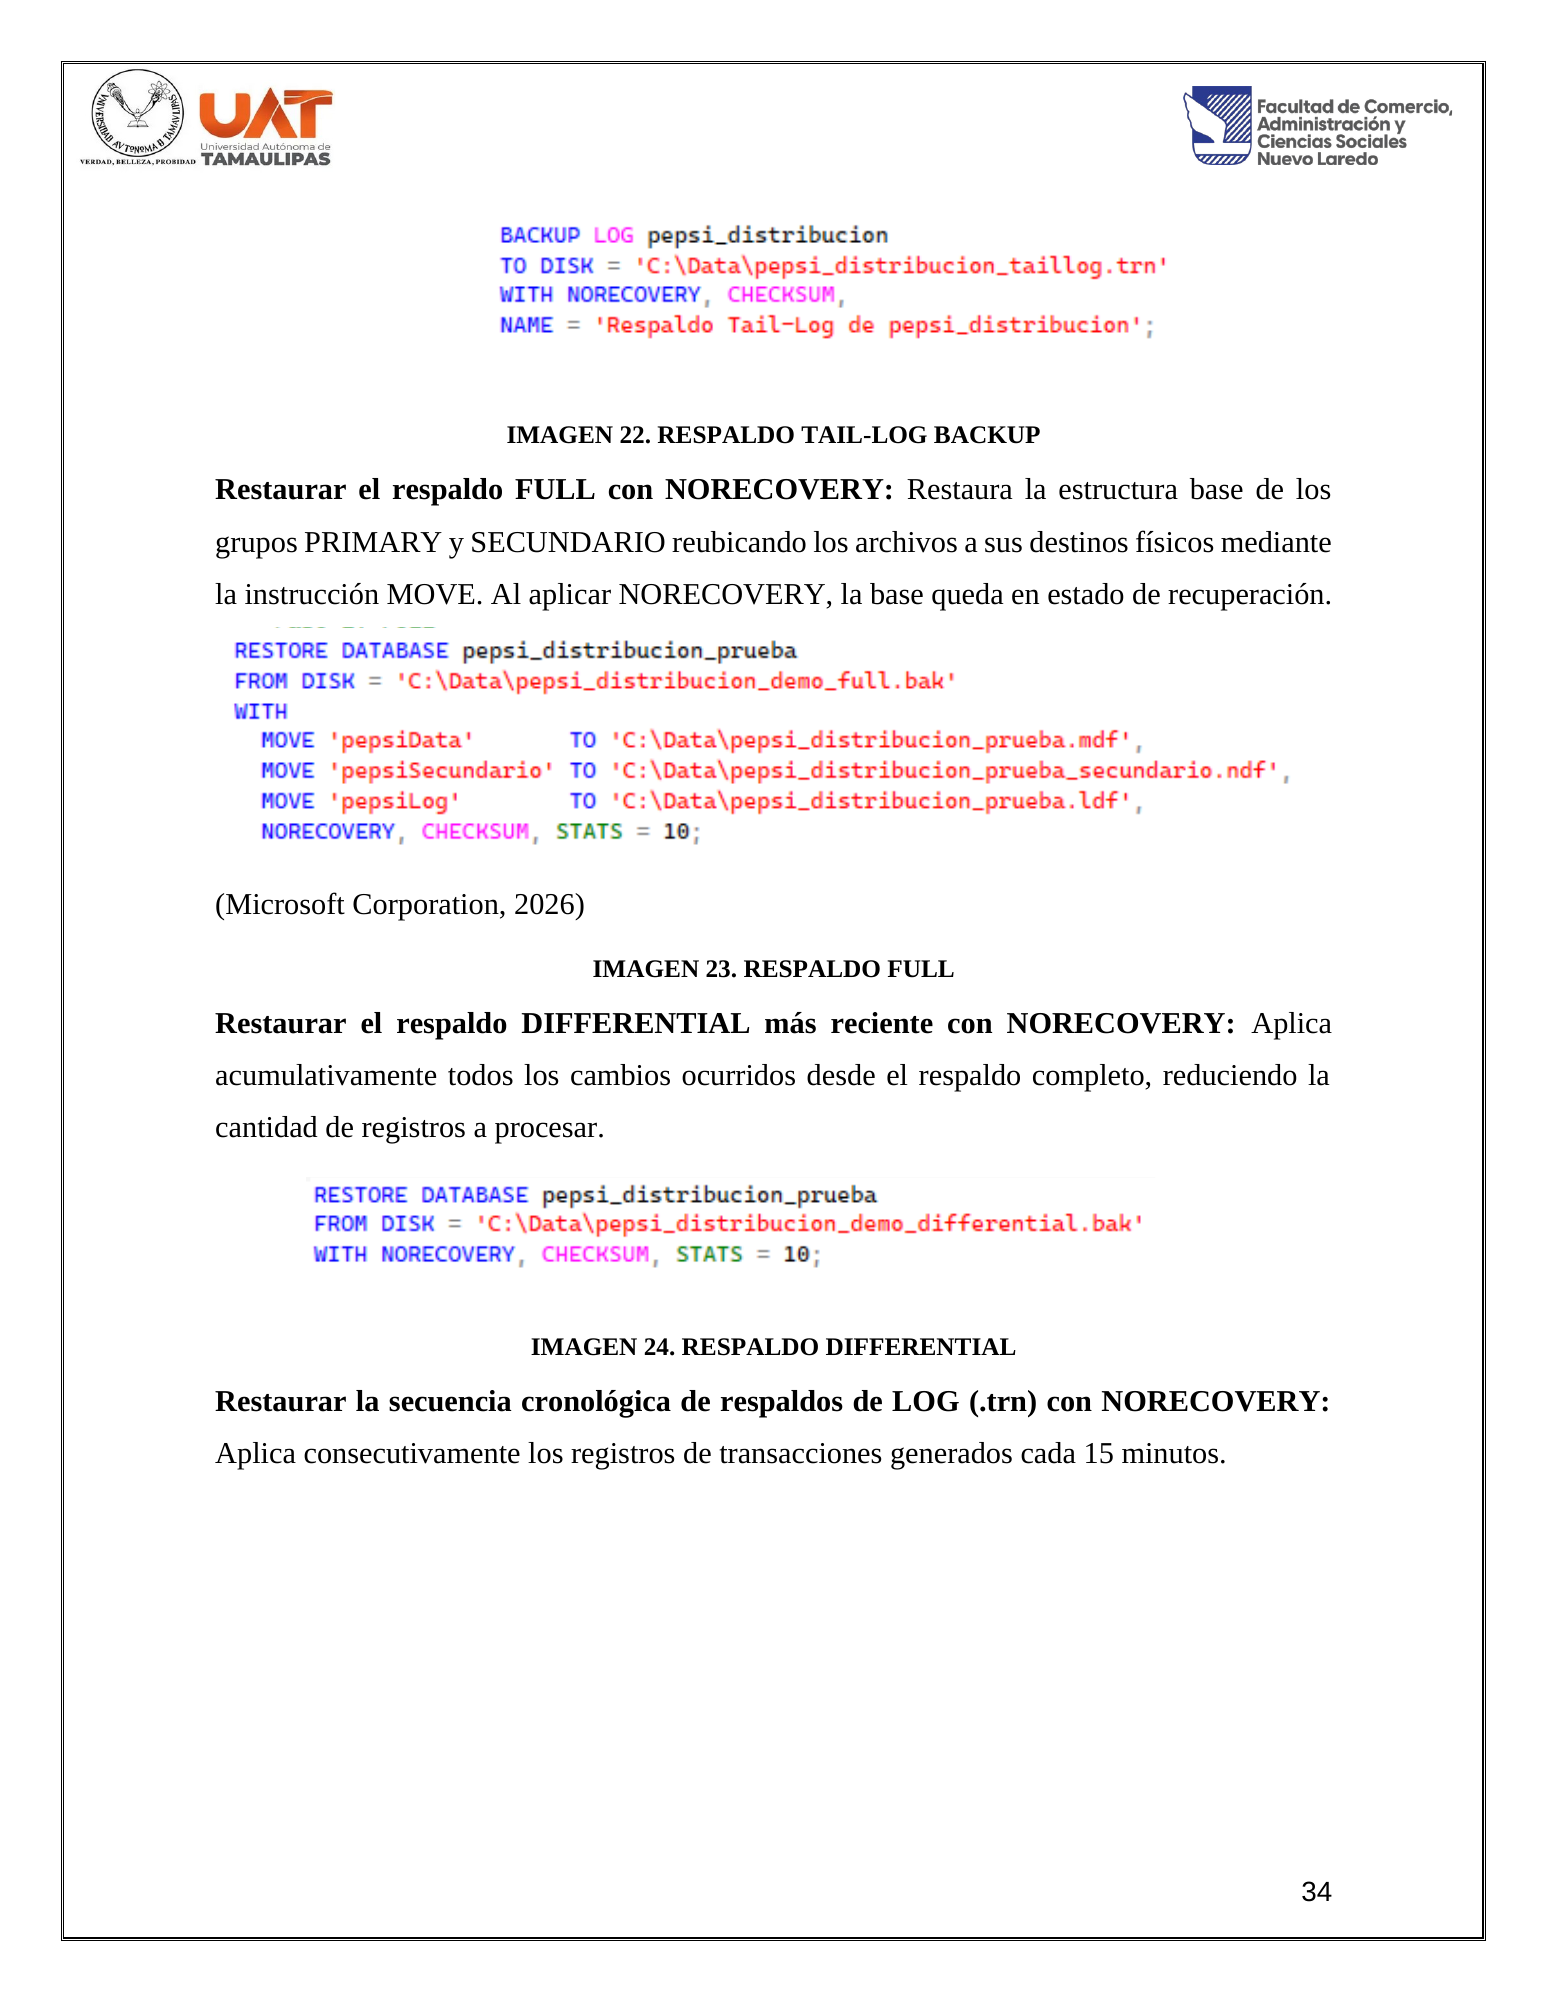 VNIVERSIDAD AVTONOMA D TAMAVLIPAS
VERDAD, BELLEZA, PROBIDAD
UAT
Universidad Autónoma de
TAMAULIPAS
Facultad de Comercio,
Administración y
Ciencias Sociales
Nuevo Laredo
BACKUP LOG pepsi_distribucion
TO DISK = 'C:\Data\pepsi_distribucion_taillog.trn'
WITH NORECOVERY, CHECKSUM,
NAME = 'Respaldo Tail-Log de pepsi_distribucion';
IMAGEN 22. RESPALDO TAIL-LOG BACKUP
Restaurar el respaldo FULL con NORECOVERY: Restaura la estructura base de los
grupos PRIMARY y SECUNDARIO reubicando los archivos a sus destinos físicos mediante
la instrucción MOVE. Al aplicar NORECOVERY, la base queda en estado de recuperación.
RESTORE DATABASE pepsi_distribucion_prueba
FROM DISK = 'C:\Data\pepsi_distribucion_demo_full.bak'
WITH
MOVE 'pepsiData' TO 'C:\Data\pepsi_distribucion_prueba.mdf',
MOVE 'pepsiSecundario' TO 'C:\Data\pepsi_distribucion_prueba_secundario.ndf',
MOVE 'pepsiLog' TO 'C:\Data\pepsi_distribucion_prueba.ldf',
NORECOVERY, CHECKSUM, STATS = 10;
(Microsoft Corporation, 2026)
IMAGEN 23. RESPALDO FULL
Restaurar el respaldo DIFFERENTIAL más reciente con NORECOVERY: Aplica
acumulativamente todos los cambios ocurridos desde el respaldo completo, reduciendo la
cantidad de registros a procesar.
RESTORE DATABASE pepsi_distribucion_prueba
FROM DISK = 'C:\Data\pepsi_distribucion_demo_differential.bak'
WITH NORECOVERY, CHECKSUM, STATS = 10;
IMAGEN 24. RESPALDO DIFFERENTIAL
Restaurar la secuencia cronológica de respaldos de LOG (.trn) con NORECOVERY:
Aplica consecutivamente los registros de transacciones generados cada 15 minutos.
34